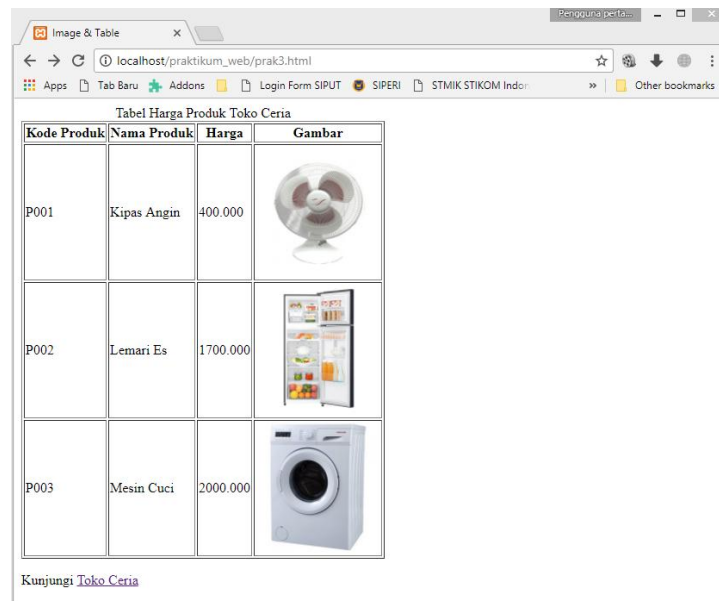 Pengguna perta...
Image & Table
localhost/praktikum_web/prak3.html
Apps Tab Baru Addons Login Form SIPUT SIPERI STMIK STIKOM Indon » Other bookmarks
Tabel Harga Produk Toko Ceria
Kode Produk Nama Produk Harga Gambar
P001 Kipas Angin 400.000
P002 Lemari Es 1700.000
P003 Mesin Cuci 2000.000
Kunjungi Toko Ceria